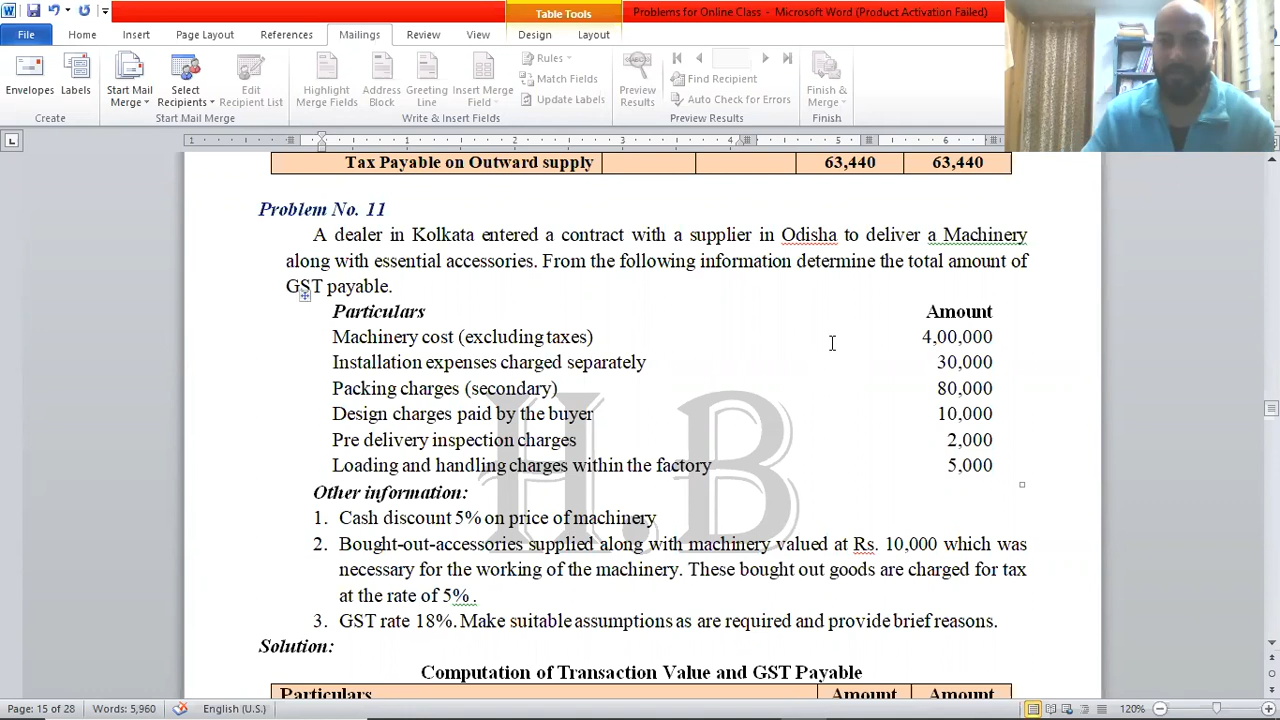 Table Tools
Problems for Online Class - Microsoft Word (Product Activation Failed)
File Home Insert Page Layout References Mailings Review View Design Layout
Envelopes Labels
Create
Start Mail Merge Select Recipients Edit Recipient List
Start Mail Merge
Highlight Merge Fields Address Block Greeting Line Insert Merge Field
Rules
Match Fields
Update Labels
Write & Insert Fields
Preview Results
Find Recipient
Auto Check for Errors
Preview Results
Finish & Merge
Finish
1 1 2 3 4 5 6
Tax Payable on Outward supply 63,440 63,440
Problem No. 11
A dealer in Kolkata entered a contract with a supplier in Odisha to deliver a Machinery
along with essential accessories. From the following information determine the total amount of
GST payable.
Particulars Amount
Machinery cost (excluding taxes) 4,00,000
Installation expenses charged separately 30,000
Packing charges (secondary) 80,000
Design charges paid by the buyer 10,000
Pre delivery inspection charges 2,000
Loading and handling charges within the factory 5,000
H.B
Other information:
1. Cash discount 5% on price of machinery
2. Bought-out-accessories supplied along with machinery valued at Rs. 10,000 which was
necessary for the working of the machinery. These bought out goods are charged for tax
at the rate of 5% .
3. GST rate 18%. Make suitable assumptions as are required and provide brief reasons.
Solution:
Computation of Transaction Value and GST Payable
Particulars Amount Amount
Page: 15 of 28 Words: 5,960 English (U.S.) 120%